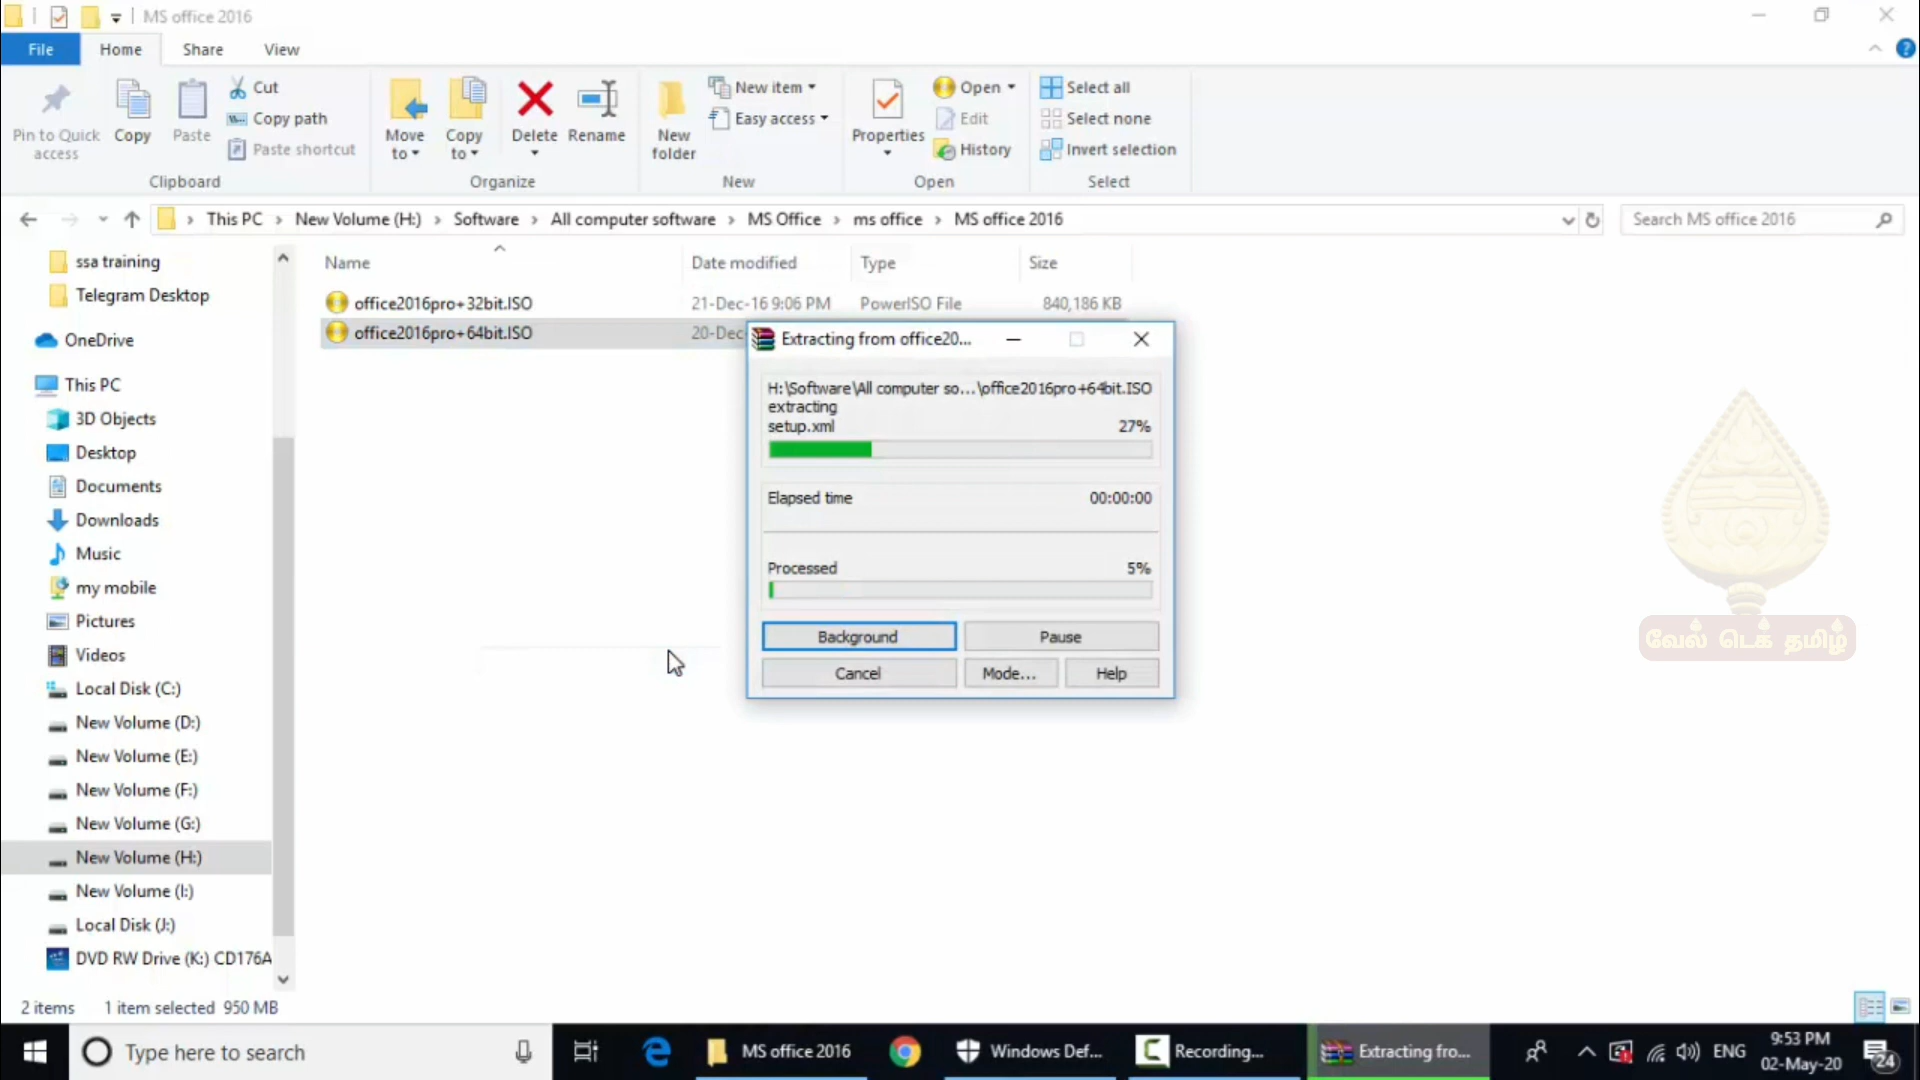 MS office 2016
File Home Share View
Pin to Quick access
Copy
Paste
Cut
Copy path
Paste shortcut
Clipboard
Move to
Copy to
Delete
Rename
Organize
New folder
New item
Easy access
New
Properties
Open
Edit
History
Open
Select all
Select none
Invert selection
Select
This PC New Volume (H:) Software All computer software MS Office ms office MS office 2016
Search MS office 2016
ssa training
Telegram Desktop
OneDrive
This PC
3D Objects
Desktop
Documents
Downloads
Music
my mobile
Pictures
Videos
Local Disk (C:)
New Volume (D:)
New Volume (E:)
New Volume (F:)
New Volume (G:)
New Volume (H:)
New Volume (I:)
Local Disk (J:)
DVD RW Drive (K:) CD176A
Name Date modified Type Size
office2016pro+32bit.ISO 21-Dec-16 9:06 PM PowerISO File 840,186 KB
office2016pro+64bit.ISO 20-Dec
Extracting from office20...
H:\Software\All computer so...\office2016pro+64bit.ISO
extracting
setup.xml 27%
Elapsed time 00:00:00
Processed 5%
Background Pause
Cancel Mode... Help
வேல் டெக் தமிழ்
2 items 1 item selected 950 MB
Type here to search
MS office 2016
Windows Def...
C Recording...
Extracting fro...
ENG
9:53 PM
02-May-20
24